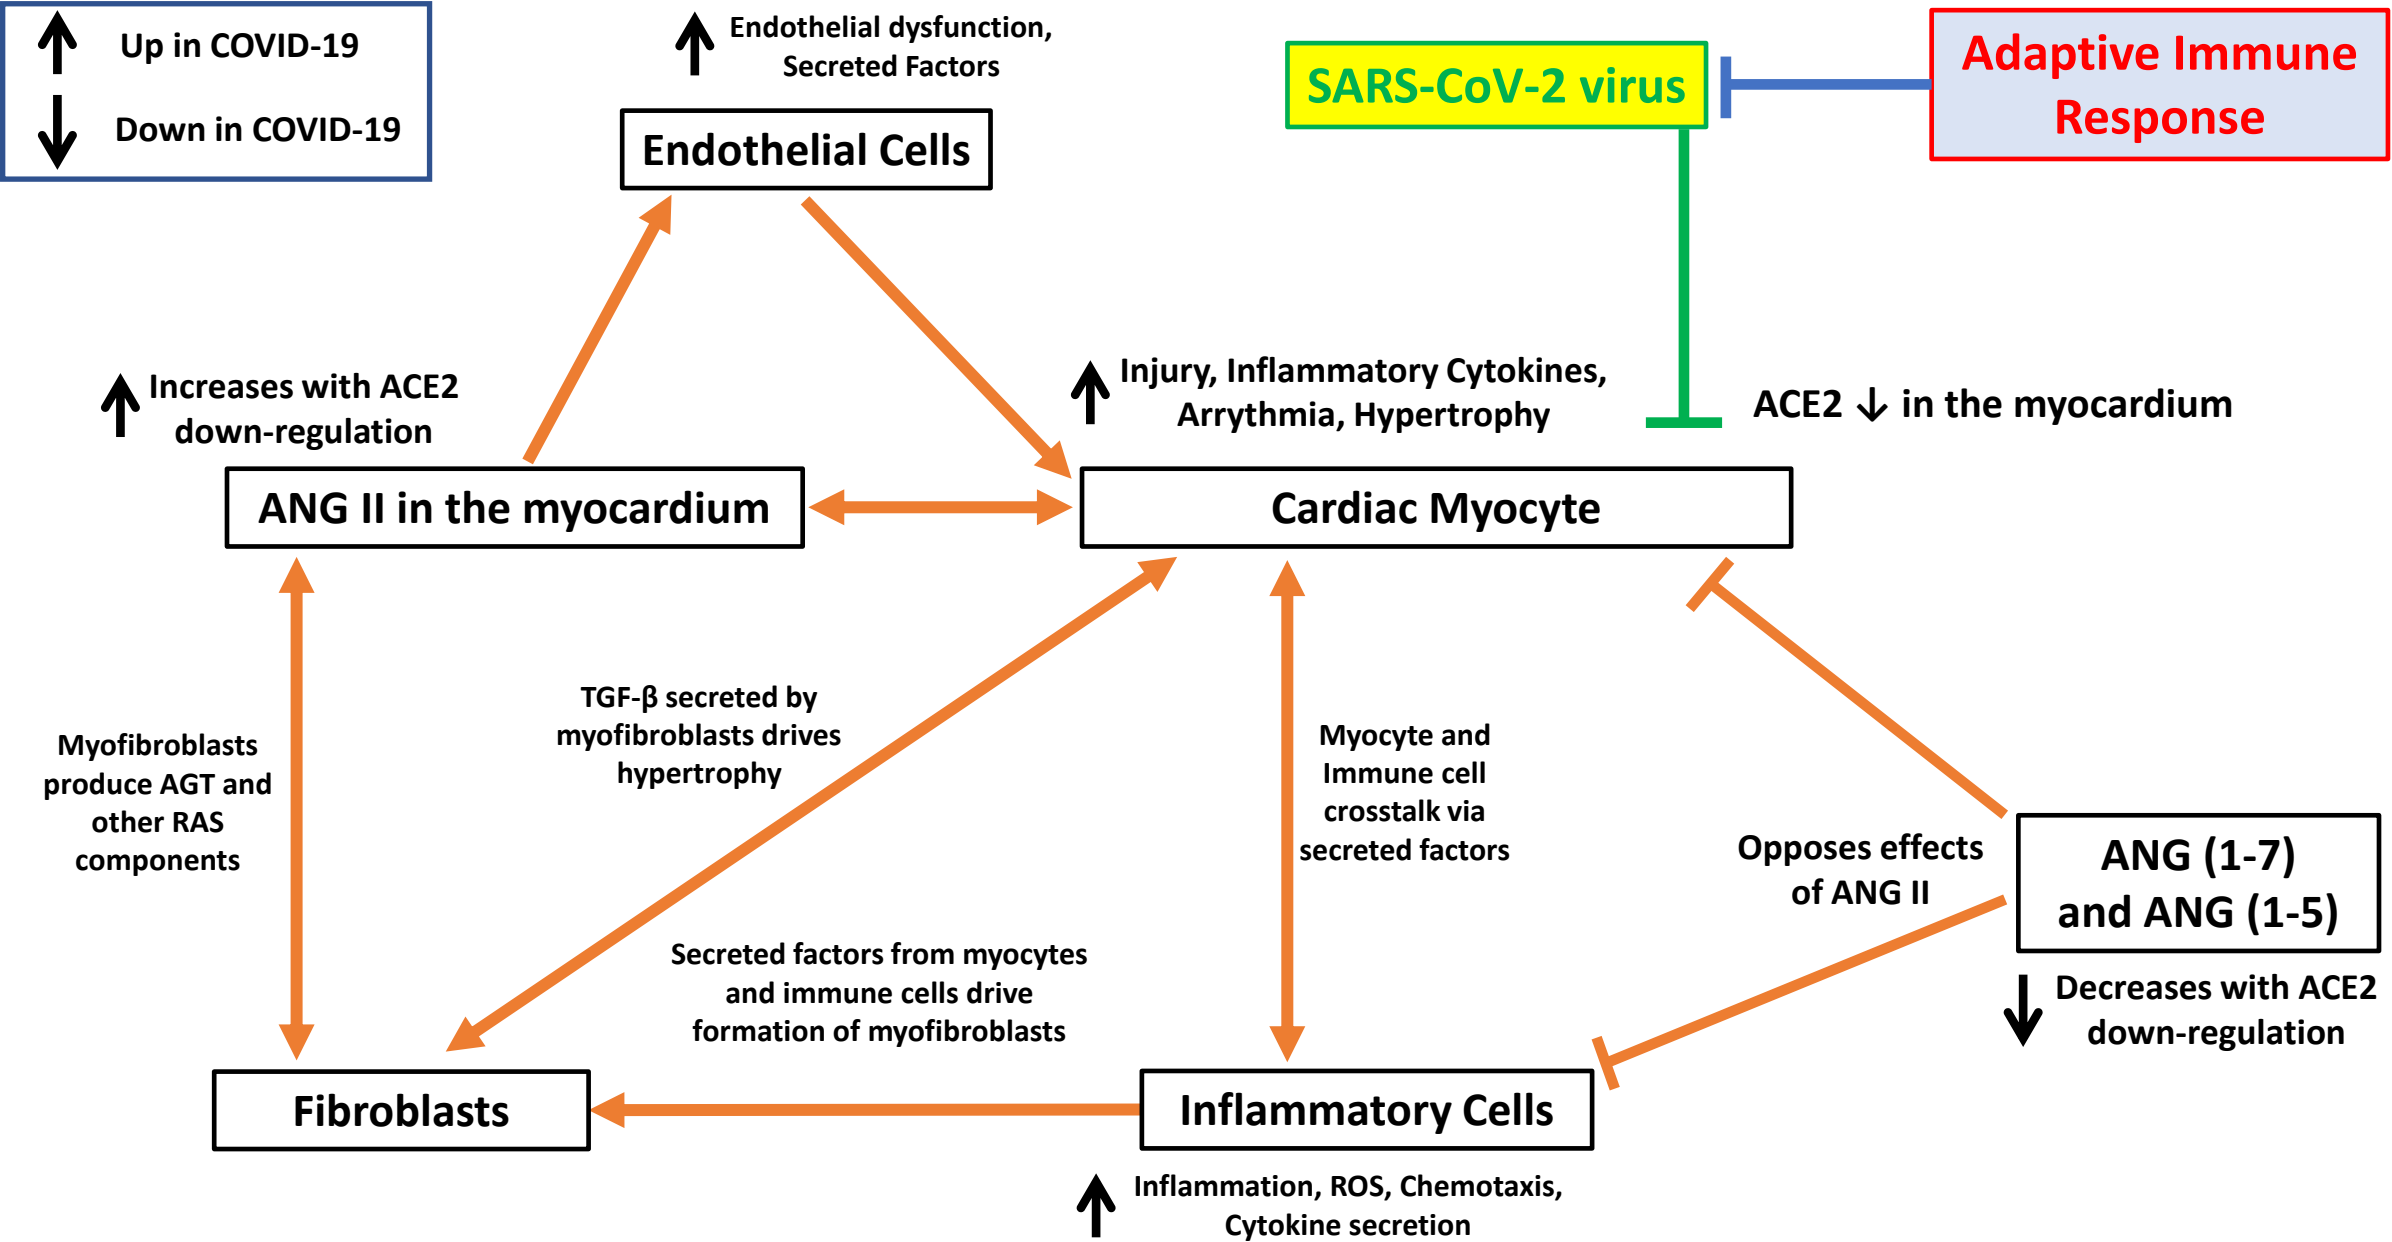 Up in COVID-19
Down in COVID-19
Endothelial dysfunction,
Secreted Factors
Endothelial Cells
SARS-CoV-2 virus
Adaptive Immune
Response
Increases with ACE2
down-regulation
ANG II in the myocardium
Injury, Inflammatory Cytokines,
Arrythmia, Hypertrophy
ACE2 ↓ in the myocardium
Cardiac Myocyte
Myofibroblasts
produce AGT and
other RAS
components
TGF-β secreted by
myofibroblasts drives
hypertrophy
Myocyte and
Immune cell
crosstalk via
secreted factors
Secreted factors from myocytes
and immune cells drive
formation of myofibroblasts
Opposes effects
of ANG II
ANG (1-7)
and ANG (1-5)
Decreases with ACE2
down-regulation
Fibroblasts
Inflammatory Cells
Inflammation, ROS, Chemotaxis,
Cytokine secretion